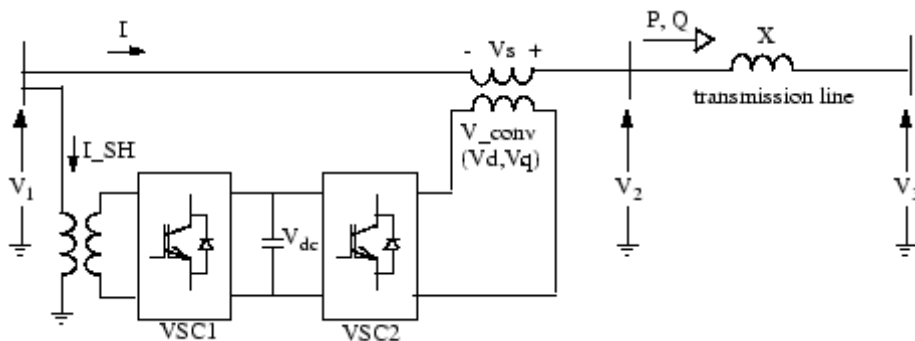 I
- Vs +
P, Q
X
transmission line
I_SH
V_conv
(Vd,Vq)
V1
V2
V3
Vdc
VSC1
VSC2